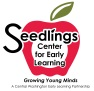 Seedlings
Center
for Early
Learning
Growing Young Minds
A Central Washington Early Learning Partnership